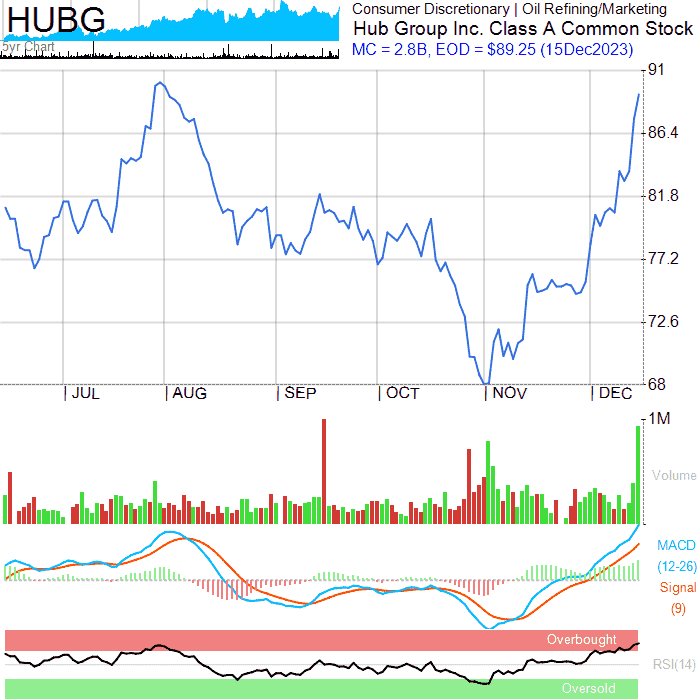 HUBG
5yr Chart
Consumer Discretionary | Oil Refining/Marketing
Hub Group Inc. Class A Common Stock
MC = 2.8B, EOD = $89.25 (15Dec2023)
91
86.4
81.8
77.2
72.6
68
JUL AUG SEP OCT NOV DEC
1M
Volume
MACD
(12-26)
Signal
(9)
Overbought
RSI(14)
Oversold